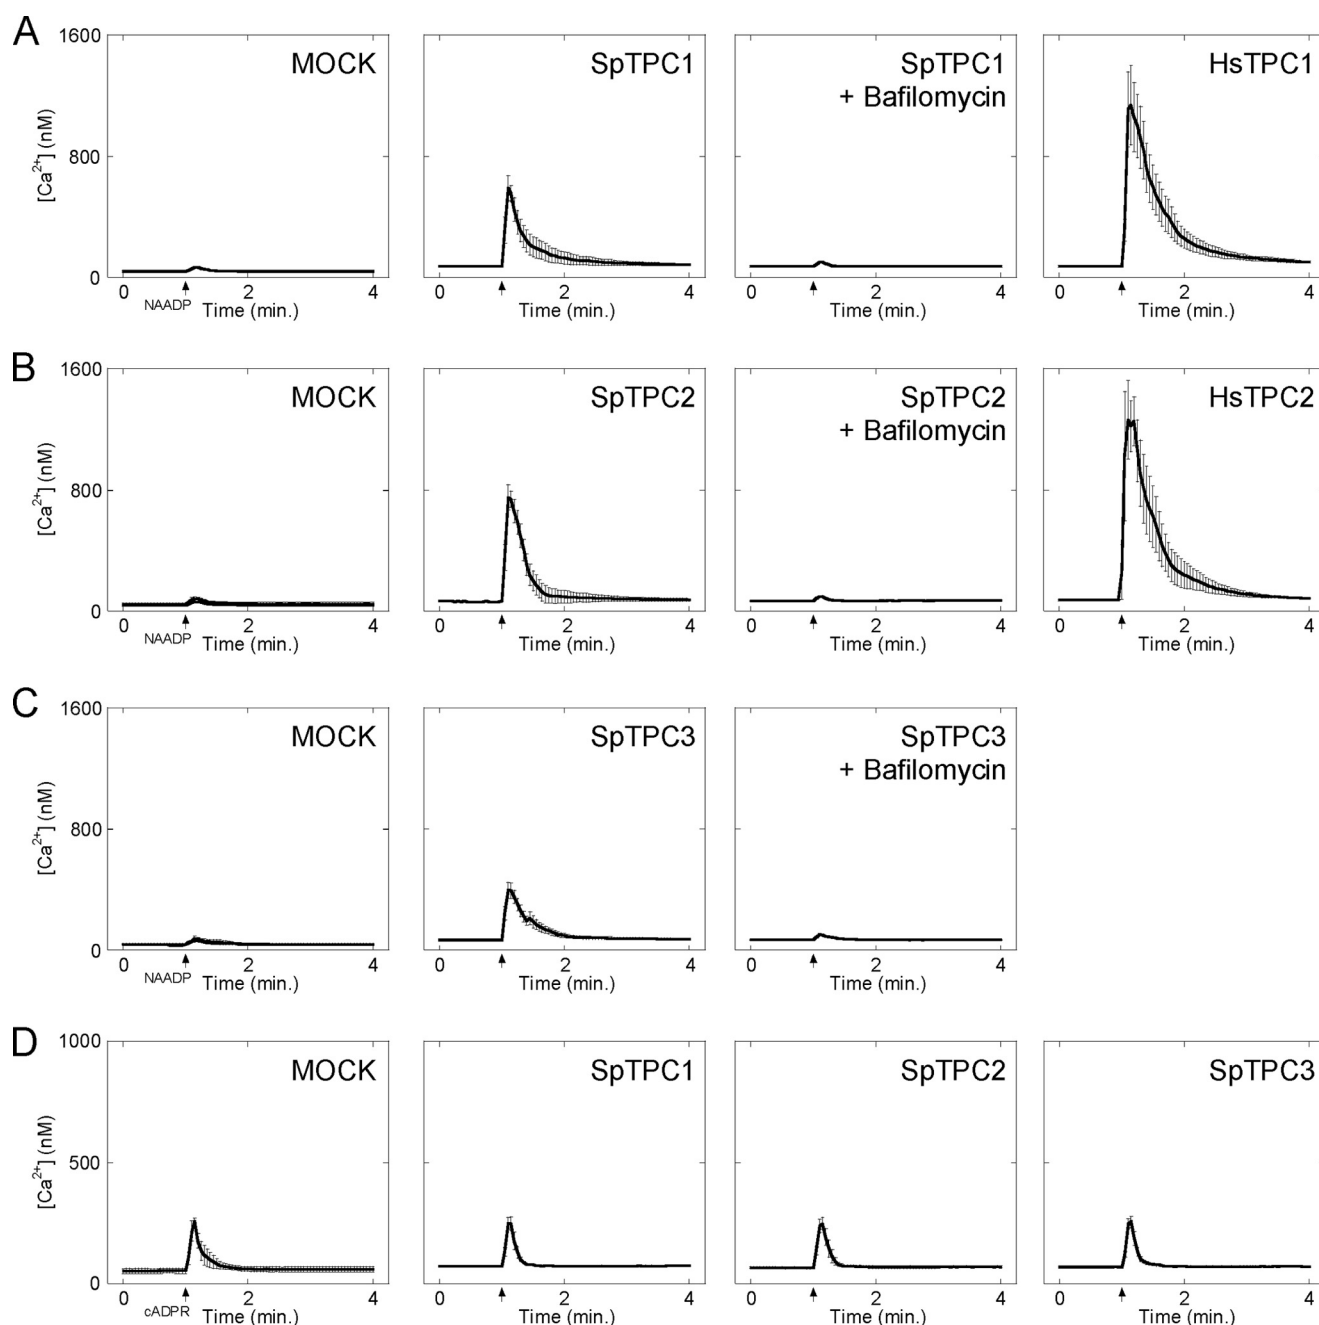 A
1600
800
0
[Ca²⁺] (nM)
MOCK
SpTPC1
SpTPC1
+ Bafilomycin
HsTPC1
0 2 4
0 2 4
0 2 4
0 2 4
NAADP
Time (min.)
Time (min.)
Time (min.)
Time (min.)
B
1600
800
0
[Ca²⁺] (nM)
MOCK
SpTPC2
SpTPC2
+ Bafilomycin
HsTPC2
0 2 4
0 2 4
0 2 4
0 2 4
NAADP
Time (min.)
Time (min.)
Time (min.)
Time (min.)
C
1600
800
0
[Ca²⁺] (nM)
MOCK
SpTPC3
SpTPC3
+ Bafilomycin
0 2 4
0 2 4
0 2 4
NAADP
Time (min.)
Time (min.)
Time (min.)
D
1000
500
0
[Ca²⁺] (nM)
MOCK
SpTPC1
SpTPC2
SpTPC3
0 2 4
0 2 4
0 2 4
0 2 4
cADPR
Time (min.)
Time (min.)
Time (min.)
Time (min.)